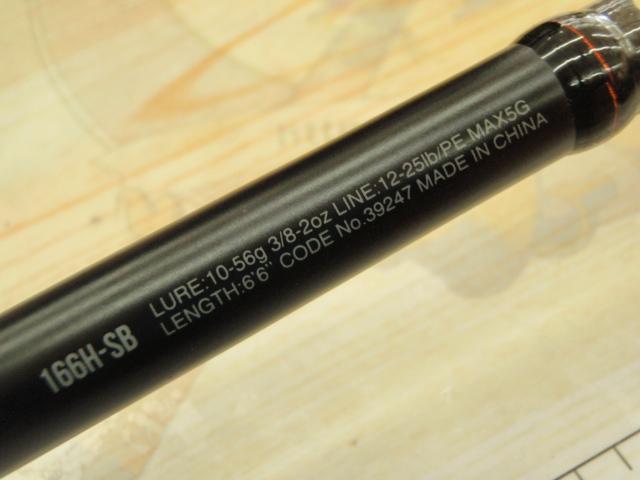 166H-SB
LURE:10-56g 3/8-2oz LINE:12-25lb/PE MAX5G
LENGTH:6'6" CODE No.39247 MADE IN CHINA